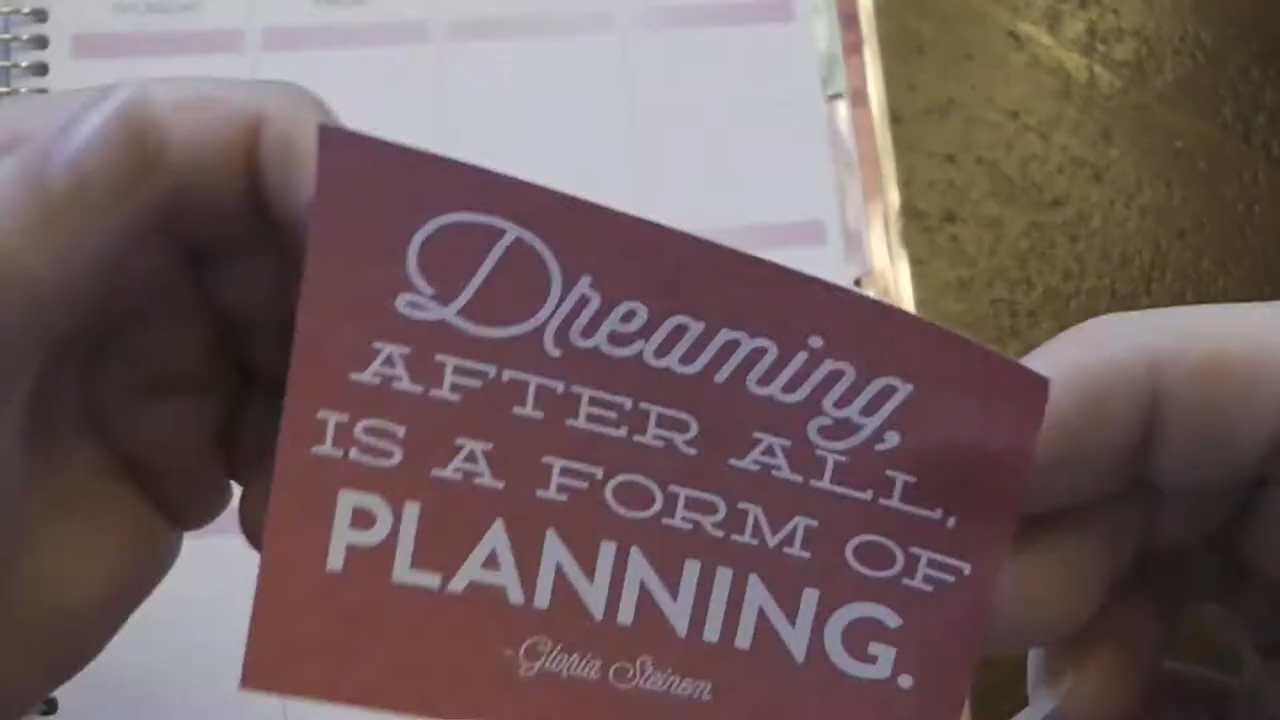 Dreaming,
AFTER ALL,
IS A FORM OF
PLANNING.
- Gloria Steinem